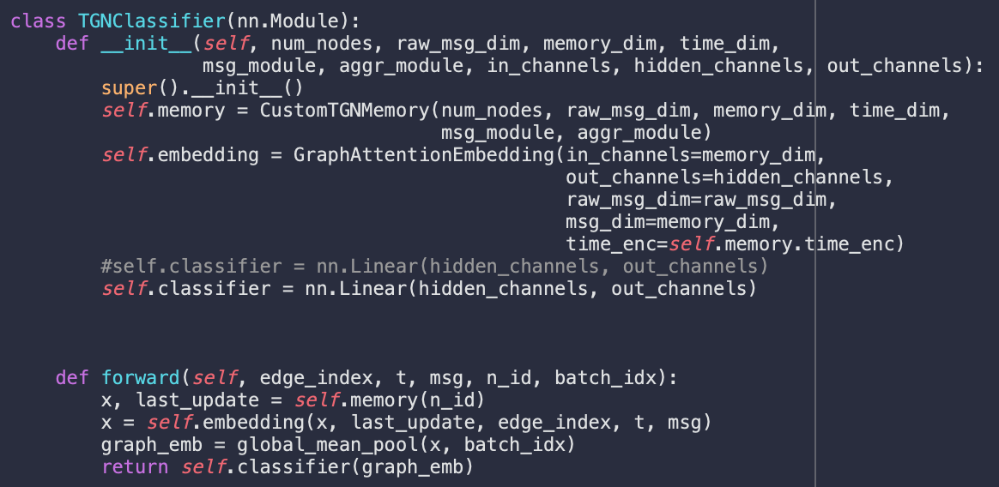 class TGNClassifier(nn.Module):
    def __init__(self, num_nodes, raw_msg_dim, memory_dim, time_dim,
                 msg_module, aggr_module, in_channels, hidden_channels, out_channels):
        super().__init__()
        self.memory = CustomTGNMemory(num_nodes, raw_msg_dim, memory_dim, time_dim,
                                      msg_module, aggr_module)
        self.embedding = GraphAttentionEmbedding(in_channels=memory_dim,
                                                 out_channels=hidden_channels,
                                                 raw_msg_dim=raw_msg_dim,
                                                 msg_dim=memory_dim,
                                                 time_enc=self.memory.time_enc)
        #self.classifier = nn.Linear(hidden_channels, out_channels)
        self.classifier = nn.Linear(hidden_channels, out_channels)
    def forward(self, edge_index, t, msg, n_id, batch_idx):
        x, last_update = self.memory(n_id)
        x = self.embedding(x, last_update, edge_index, t, msg)
        graph_emb = global_mean_pool(x, batch_idx)
        return self.classifier(graph_emb)